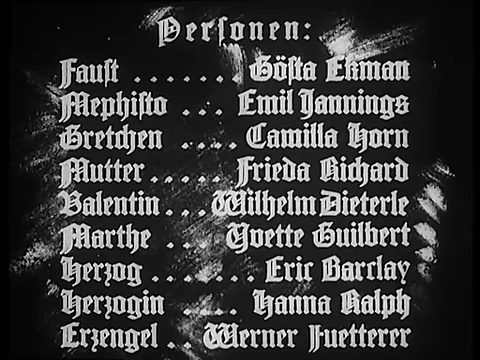 Personen:
Faust ....... Gösta Ekman
Mephisto ... Emil Jannings
Gretchen .... Camilla Horn
Mutter ..... Frieda Richard
Valentin ... Wilhelm Dieterle
Marthe ... Yvette Guilbert
Herzog ....... Eric Barclay
Herzogin .... Hanna Ralph
Erzengel .. Werner Fuetterer